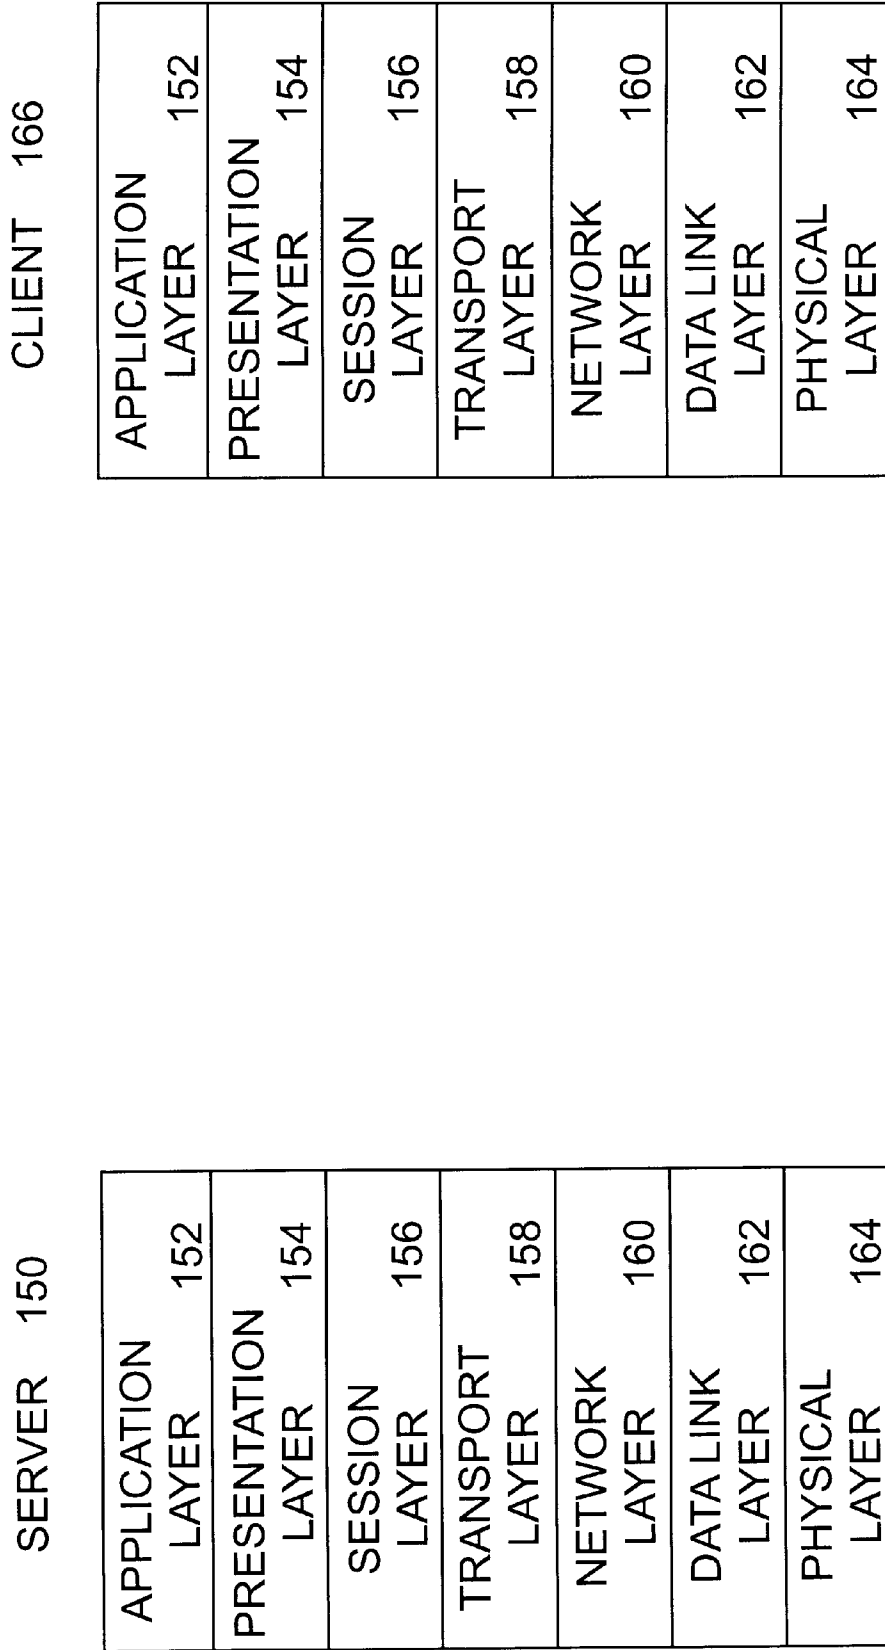 SERVER 150
APPLICATION
LAYER 152
PRESENTATION
LAYER 154
SESSION
LAYER 156
TRANSPORT
LAYER 158
NETWORK
LAYER 160
DATA LINK
LAYER 162
PHYSICAL
LAYER 164
CLIENT 166
APPLICATION
LAYER 152
PRESENTATION
LAYER 154
SESSION
LAYER 156
TRANSPORT
LAYER 158
NETWORK
LAYER 160
DATA LINK
LAYER 162
PHYSICAL
LAYER 164